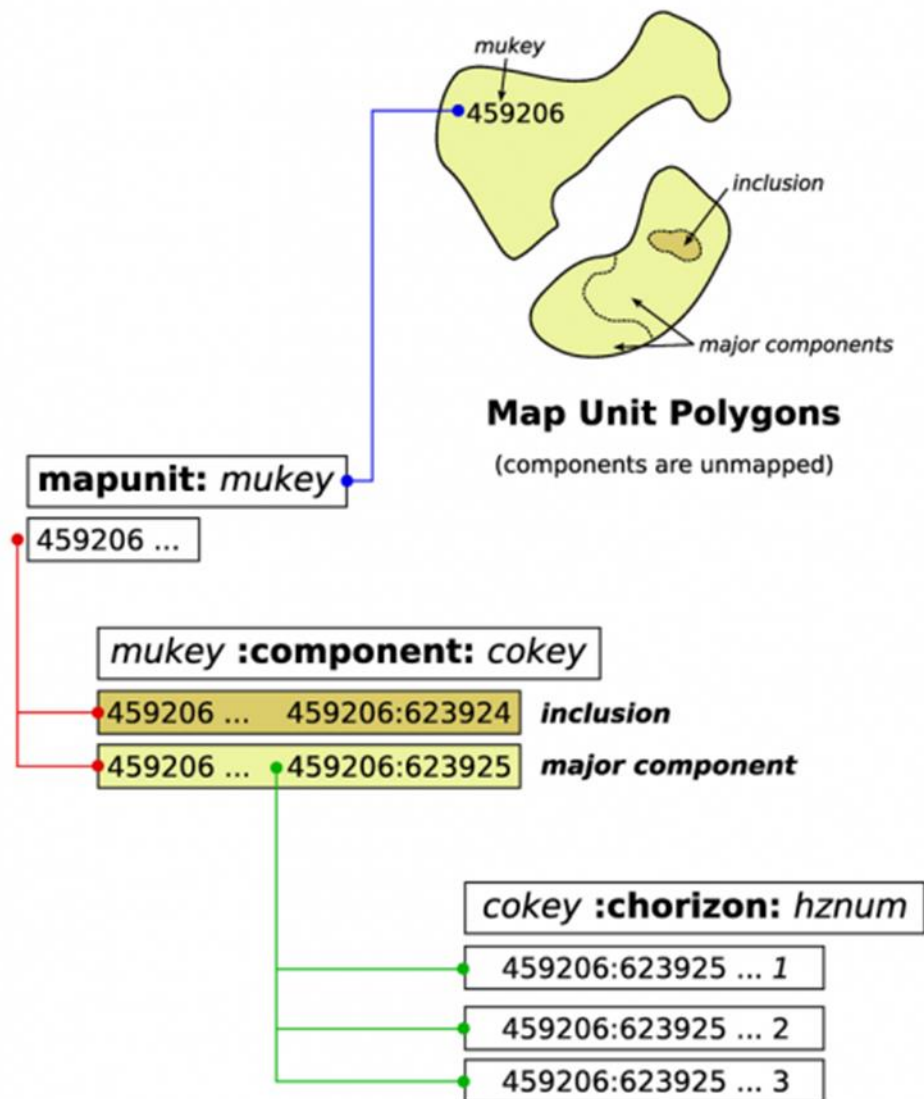 mukey
459206
inclusion
major components
Map Unit Polygons
(components are unmapped)
mapunit: mukey
459206 ...
mukey :component: cokey
459206 ... 459206:623924 inclusion
459206 ... 459206:623925 major component
cokey :chorizon: hznum
459206:623925 ... 1
459206:623925 ... 2
459206:623925 ... 3